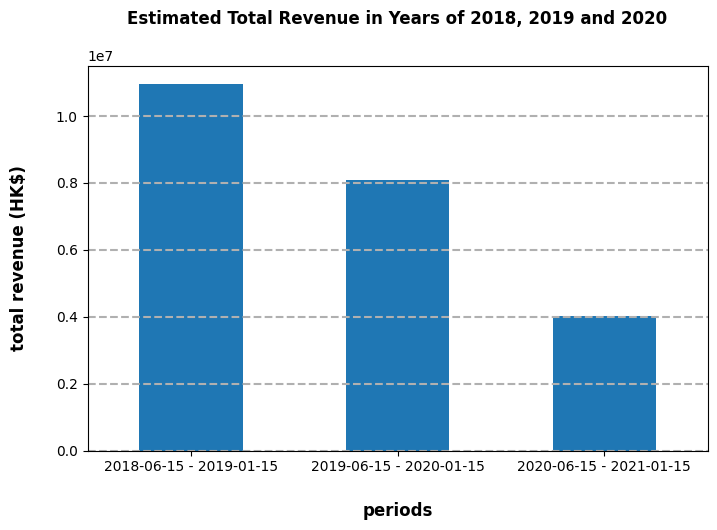 Estimated Total Revenue in Years of 2018, 2019 and 2020
1e7
1.0
0.8
0.6
0.4
0.2
0.0
total revenue (HK$)
2018-06-15 - 2019-01-15
2019-06-15 - 2020-01-15
2020-06-15 - 2021-01-15
periods